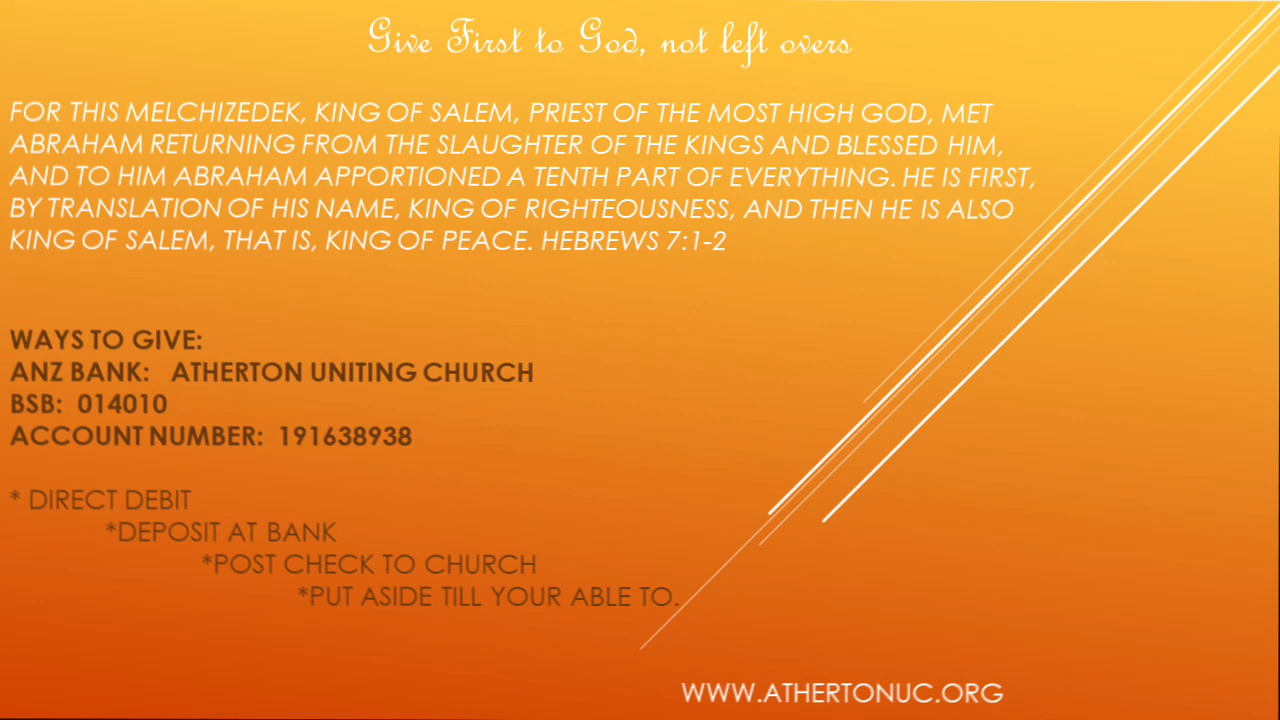 Give First to God, not left overs
FOR THIS MELCHIZEDEK, KING OF SALEM, PRIEST OF THE MOST HIGH GOD, MET
ABRAHAM RETURNING FROM THE SLAUGHTER OF THE KINGS AND BLESSED HIM,
AND TO HIM ABRAHAM APPORTIONED A TENTH PART OF EVERYTHING. HE IS FIRST,
BY TRANSLATION OF HIS NAME, KING OF RIGHTEOUSNESS, AND THEN HE IS ALSO
KING OF SALEM, THAT IS, KING OF PEACE. HEBREWS 7:1-2
WAYS TO GIVE:
ANZ BANK: ATHERTON UNITING CHURCH
BSB: 014010
ACCOUNT NUMBER: 191638938
* DIRECT DEBIT
*DEPOSIT AT BANK
*POST CHECK TO CHURCH
*PUT ASIDE TILL YOUR ABLE TO.
WWW.ATHERTONUC.ORG